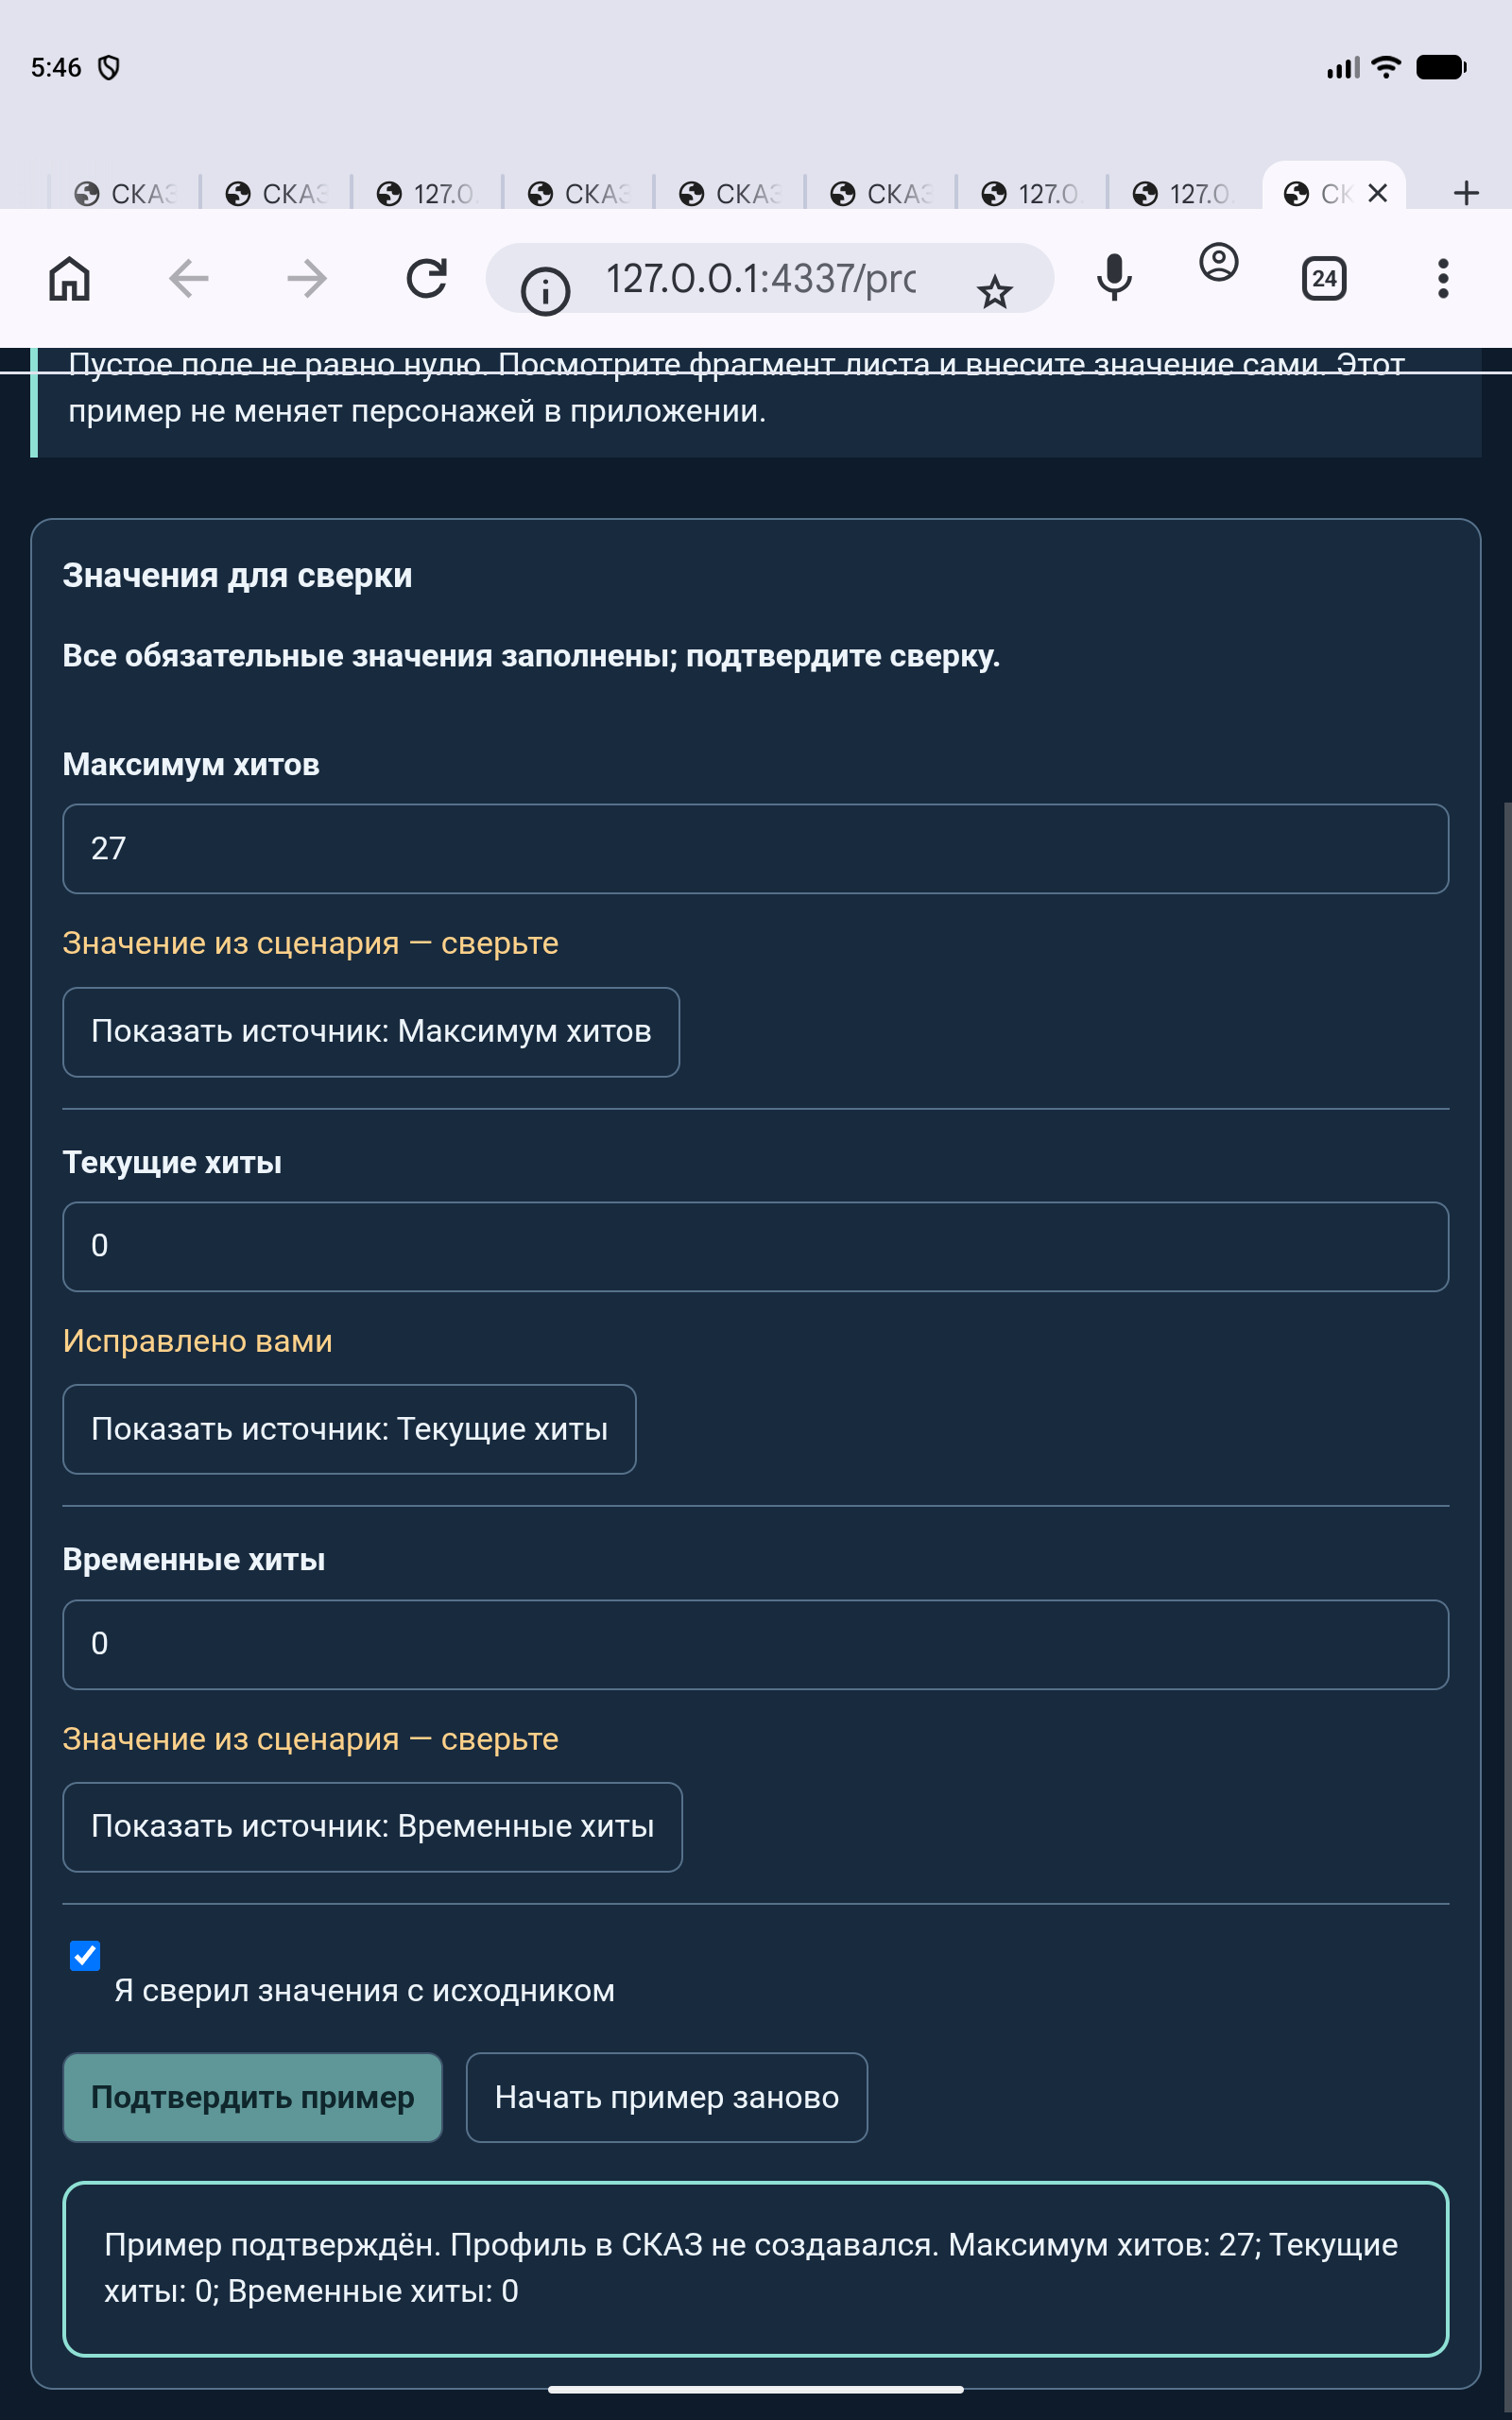 5:46
СКАЗ
СКАЗ
127.0.
СКАЗ
СКАЗ
СКАЗ
127.0.
127.0.
СК
127.0.0.1:4337/pro
24
Пустое поле не равно нулю. Посмотрите фрагмент листа и внесите значение сами. Этот
пример не меняет персонажей в приложении.
Значения для сверки
Все обязательные значения заполнены; подтвердите сверку.
Максимум хитов
27
Значение из сценария — сверьте
Показать источник: Максимум хитов
Текущие хиты
0
Исправлено вами
Показать источник: Текущие хиты
Временные хиты
0
Значение из сценария — сверьте
Показать источник: Временные хиты
Я сверил значения с исходником
Подтвердить пример
Начать пример заново
Пример подтверждён. Профиль в СКАЗ не создавался. Максимум хитов: 27; Текущие
хиты: 0; Временные хиты: 0